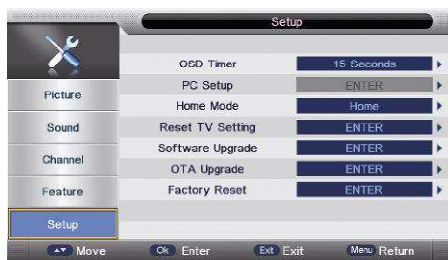 Setup
OSD Timer 15 Seconds
PC Setup ENTER
Home Mode Home
Reset TV Setting ENTER
Software Upgrade ENTER
OTA Upgrade ENTER
Factory Reset ENTER
Picture
Sound
Channel
Feature
Setup
Move Ok Enter Exit Exit Menu Return